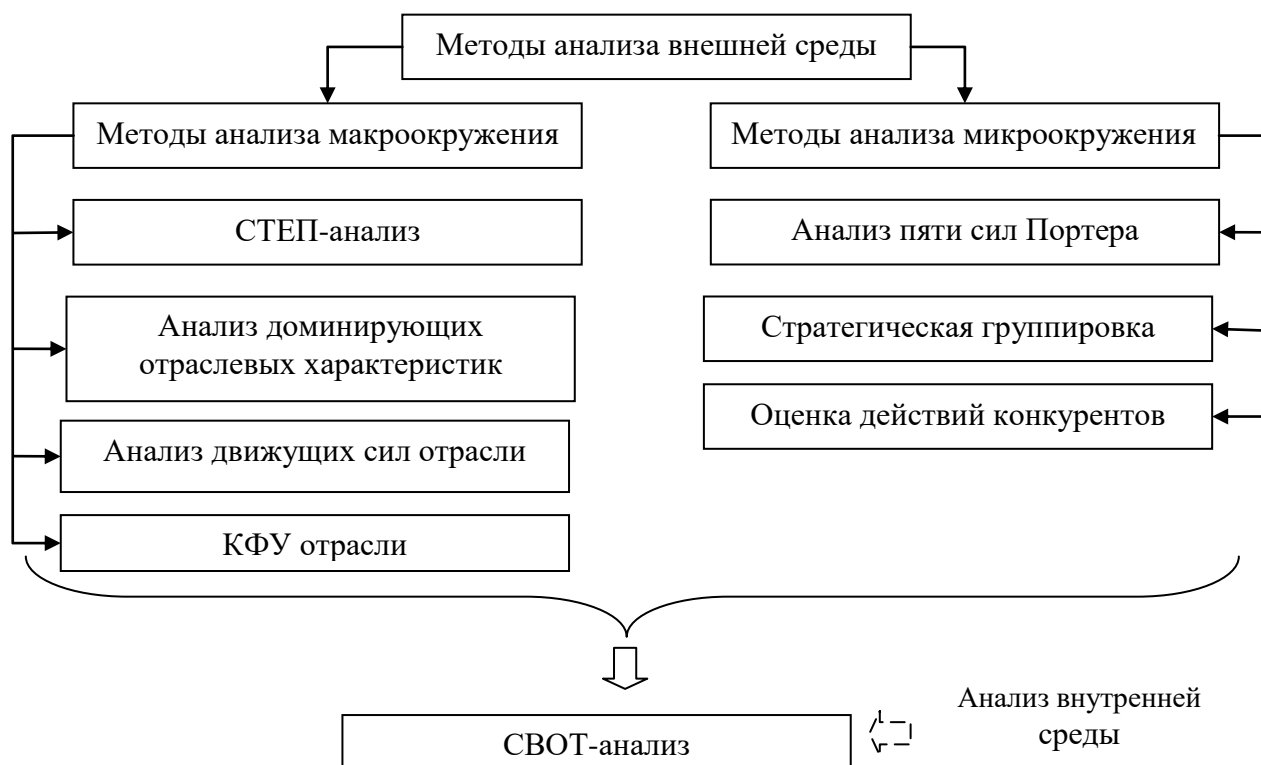 Методы анализа внешней среды
Методы анализа макроокружения
Методы анализа микроокружения
СТЕП-анализ
Анализ пяти сил Портера
Анализ доминирующих
отраслевых характеристик
Стратегическая группировка
Оценка действий конкурентов
Анализ движущих сил отрасли
КФУ отрасли
Анализ внутренней
среды
СВОТ-анализ